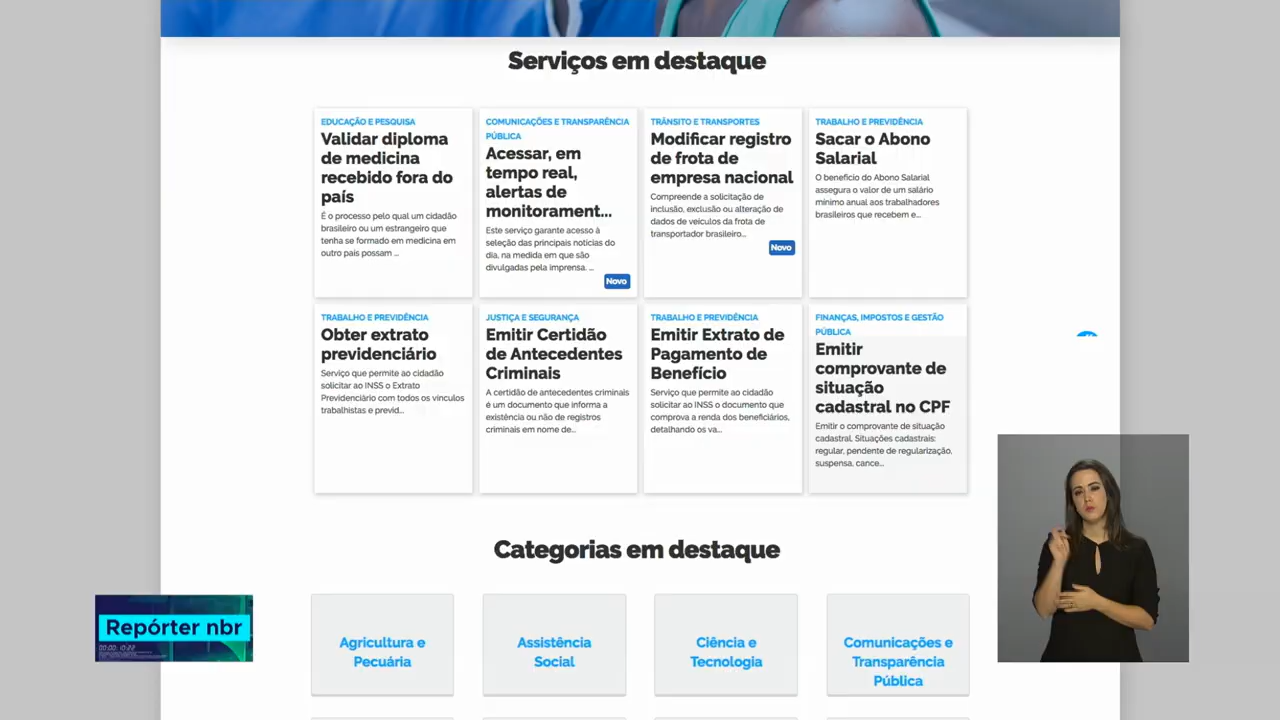 Serviços em destaque
EDUCAÇÃO E PESQUISA
Validar diploma
de medicina
recebido fora do
país
É o processo pelo qual um cidadão
brasileiro ou um estrangeiro que
tenha se formado em medicina em
outro país possam ...
COMUNICAÇÕES E TRANSPARÊNCIA
PÚBLICA
Acessar, em
tempo real,
alertas de
monitorament...
Este serviço garante acesso à
seleção das principais notícias do
dia, na medida em que são
divulgadas pela imprensa. ...
Novo
TRÂNSITO E TRANSPORTES
Modificar registro
de frota de
empresa nacional
Compreende a solicitação de
inclusão, exclusão ou alteração de
dados de veículos da frota de
transportador brasileiro...
Novo
TRABALHO E PREVIDÊNCIA
Sacar o Abono
Salarial
O benefício do Abono Salarial
assegura o valor de um salário
mínimo anual aos trabalhadores
brasileiros que recebem e...
TRABALHO E PREVIDÊNCIA
Obter extrato
previdenciário
Serviço que permite ao cidadão
solicitar ao INSS o Extrato
Previdenciário com todos os vínculos
trabalhistas e previd...
JUSTIÇA E SEGURANÇA
Emitir Certidão
de Antecedentes
Criminais
A certidão de antecedentes criminais
é um documento que informa a
existência ou não de registros
criminais em nome de...
TRABALHO E PREVIDÊNCIA
Emitir Extrato de
Pagamento de
Benefício
Serviço que permite ao cidadão
solicitar ao INSS o documento que
comprova a renda dos beneficiários,
detalhando os va...
FINANÇAS, IMPOSTOS E GESTÃO
PÚBLICA
Emitir
comprovante de
situação
cadastral no CPF
Emitir o comprovante de situação
cadastral. Situações cadastrais:
regular, pendente de regularização,
suspensa, cance...
Categorias em destaque
Agricultura e
Pecuária
Assistência
Social
Ciência e
Tecnologia
Comunicações e
Transparência
Pública
Repórter nbr